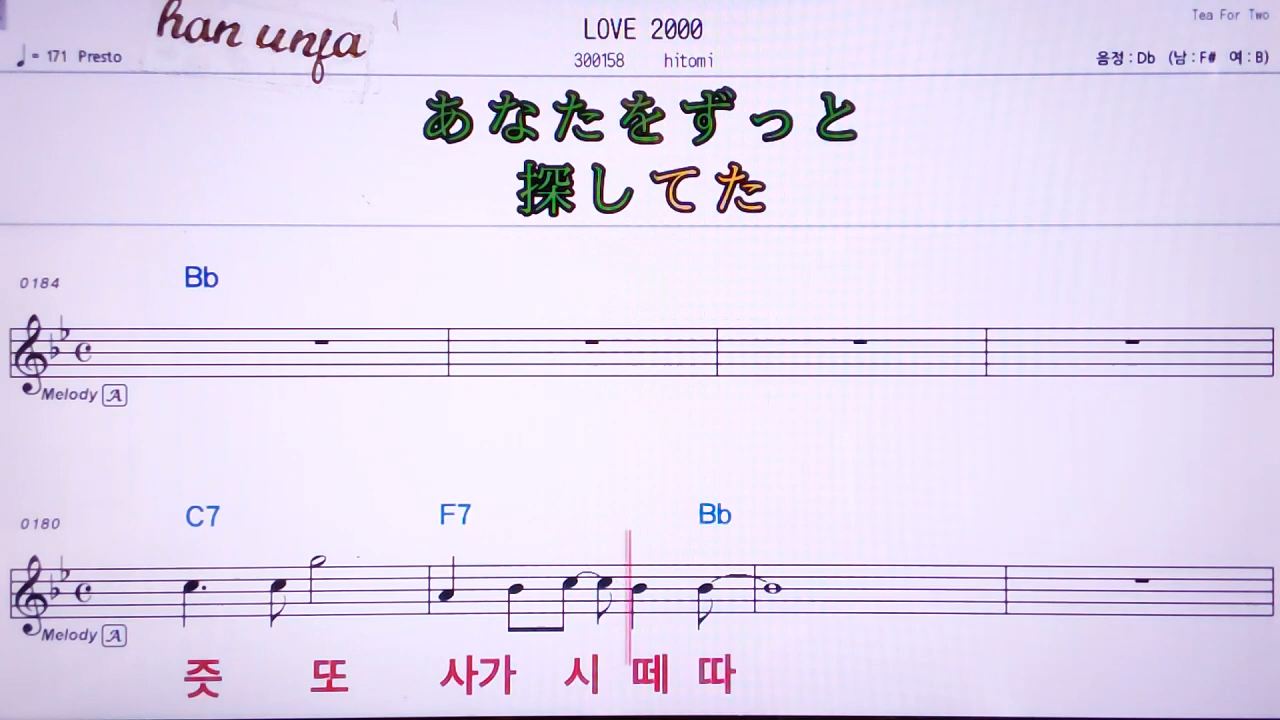 han unja
LOVE 2000
Tea For Two
♩= 171 Presto
300158 hitomi
음정 : Db (남 : F# 여 : B)
あなたをずっと
探してた
0184
Bb
Melody A
0180
C7 F7 Bb
Melody A
즛 또 사가 시 떼 따